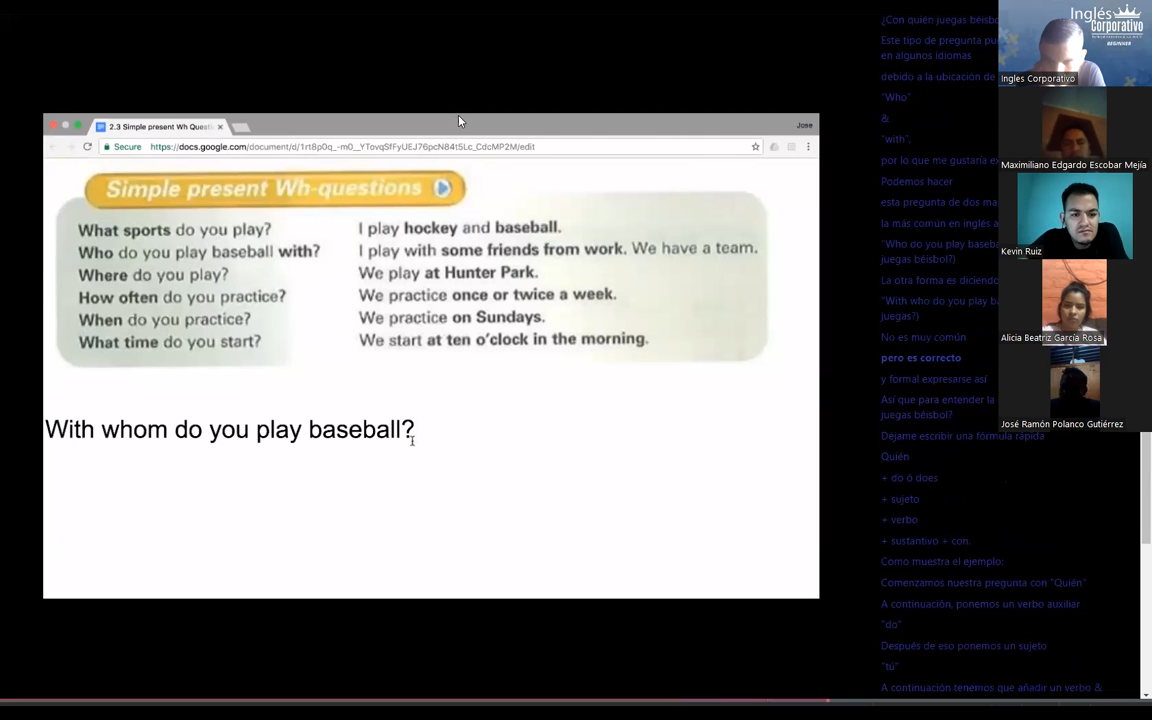 2.3 Simple present Wh Questi
Jose
Secure
https://docs.google.com/document/d/1rt8p0q_-m0__YTovqSfFyUEJ76pcN84t5Lc_CdcMP2M/edit
Simple present Wh-questions
What sports do you play? I play hockey and baseball.
Who do you play baseball with? I play with some friends from work. We have a team.
Where do you play? We play at Hunter Park.
How often do you practice? We practice once or twice a week.
When do you practice? We practice on Sundays.
What time do you start? We start at ten o'clock in the morning.
With whom do you play baseball?
¿Con quién juegas béisbo
Este tipo de pregunta pu
en algunos idiomas
debido a la ubicación de
"Who"
&
"with".
por lo que me gustaría ex
Podemos hacer
esta pregunta de dos ma
la más común en inglés a
"Who do you play baseba
juegas béisbol?)
La otra forma es diciendo
"With who do you play b
juegas?)
No es muy común
pero es correcto
y formal expresarse así
Así que para entender la
juegas béisbol?
Déjame escribir una fórmula rápida
Quién
+ do ó does
+ sujeto
+ verbo
+ sustantivo + con.
Como muestra el ejemplo:
Comenzamos nuestra pregunta con "Quién"
A continuación, ponemos un verbo auxiliar
"do"
Después de eso ponemos un sujeto
"tú"
A continuación tenemos que añadir un verbo &
Inglés
Corporativo
BEGINNER
Ingles Corporativo
Maximiliano Edgardo Escobar Mejía
Kevin Ruiz
Alicia Beatriz García Rosa
José Ramón Polanco Gutiérrez